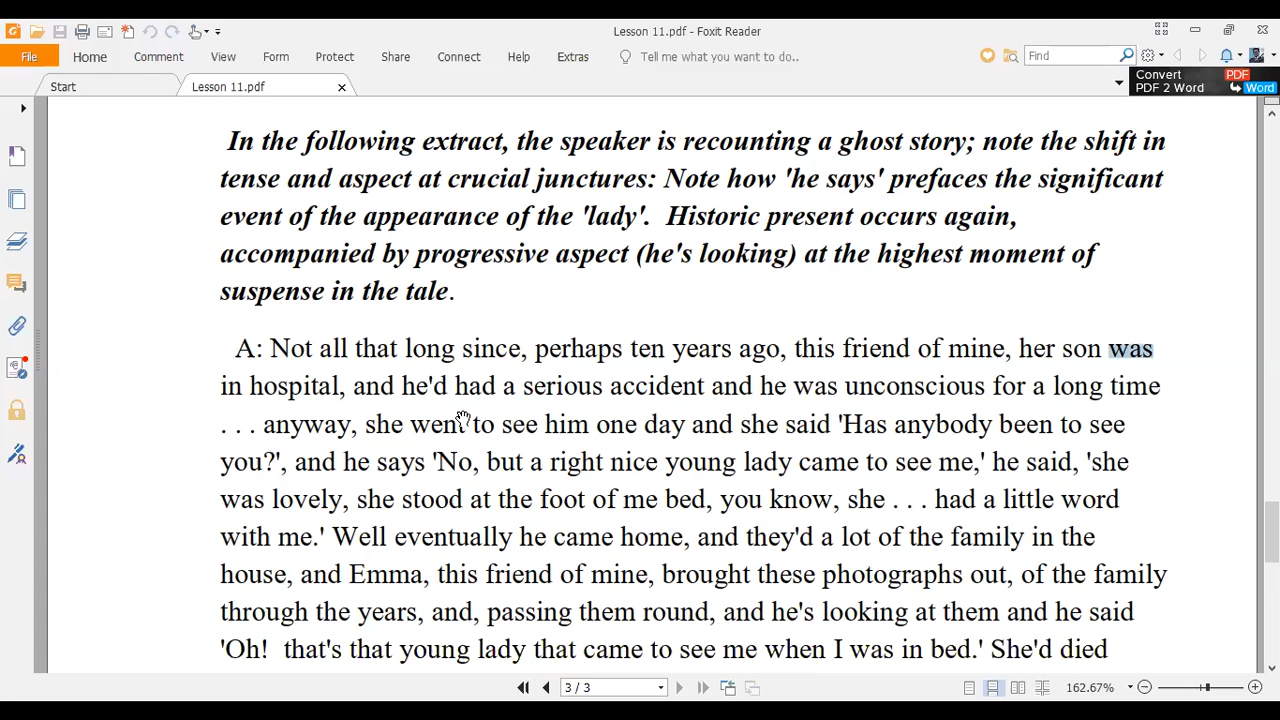 Lesson 11.pdf - Foxit Reader
File Home Comment View Form Protect Share Connect Help Extras Tell me what you want to do.. Find
Start Lesson 11.pdf
Convert PDF
PDF 2 Word Word
In the following extract, the speaker is recounting a ghost story; note the shift in
tense and aspect at crucial junctures: Note how 'he says' prefaces the significant
event of the appearance of the 'lady'. Historic present occurs again,
accompanied by progressive aspect (he's looking) at the highest moment of
suspense in the tale.
A: Not all that long since, perhaps ten years ago, this friend of mine, her son was
in hospital, and he'd had a serious accident and he was unconscious for a long time
. . . anyway, she went to see him one day and she said 'Has anybody been to see
you?', and he says 'No, but a right nice young lady came to see me,' he said, 'she
was lovely, she stood at the foot of me bed, you know, she . . . had a little word
with me.' Well eventually he came home, and they'd a lot of the family in the
house, and Emma, this friend of mine, brought these photographs out, of the family
through the years, and, passing them round, and he's looking at them and he said
'Oh! that's that young lady that came to see me when I was in bed.' She'd died
3 / 3 162.67%